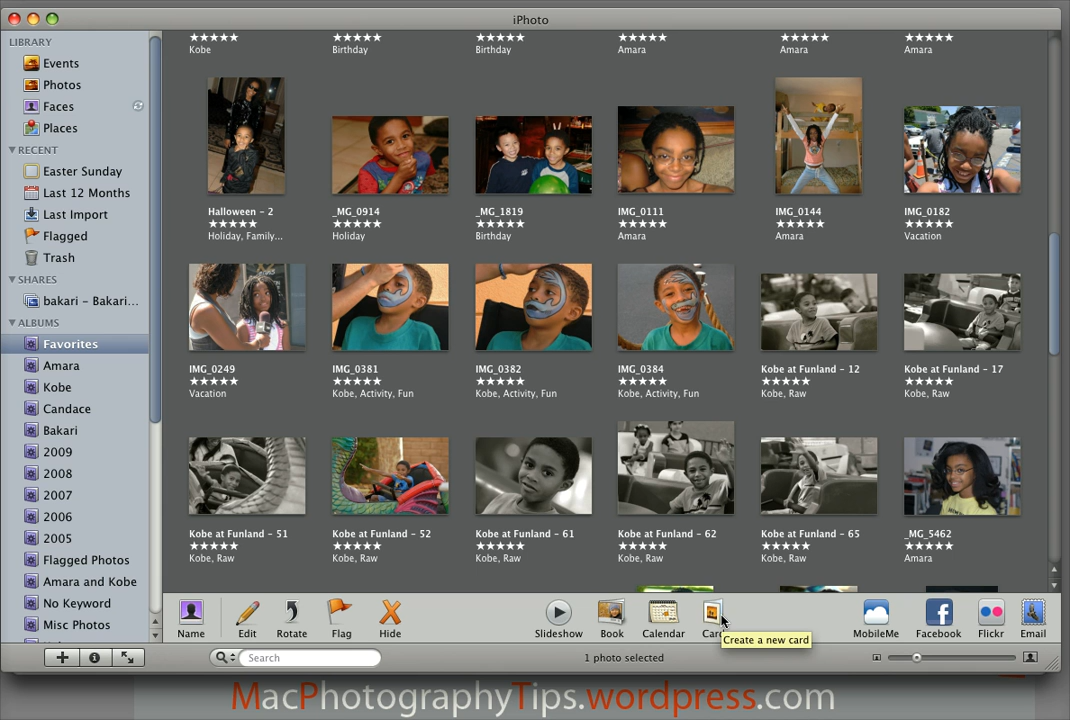 iPhoto
LIBRARY
Events
Photos
Faces
Places
RECENT
Easter Sunday
Last 12 Months
Last Import
Flagged
Trash
SHARES
bakari – Bakari...
ALBUMS
Favorites
Amara
Kobe
Candace
Bakari
2009
2008
2007
2006
2005
Flagged Photos
Amara and Kobe
No Keyword
Misc Photos
★★★★★ ★★★★★ ★★★★★ ★★★★★ ★★★★★ ★★★★★
Kobe Birthday Birthday Amara Amara Amara
Halloween – 2 _MG_0914 _MG_1819 IMG_0111 IMG_0144 IMG_0182
★★★★★ ★★★★★ ★★★★★ ★★★★★ ★★★★★ ★★★★★
Holiday, Family... Holiday Birthday Amara Amara Vacation
IMG_0249 IMG_0381 IMG_0382 IMG_0384 Kobe at Funland – 12 Kobe at Funland – 17
★★★★★ ★★★★★ ★★★★★ ★★★★★ ★★★★★ ★★★★★
Vacation Kobe, Activity, Fun Kobe, Activity, Fun Kobe, Activity, Fun Kobe, Raw Kobe, Raw
Kobe at Funland – 51 Kobe at Funland – 52 Kobe at Funland – 61 Kobe at Funland – 62 Kobe at Funland – 65 _MG_5462
★★★★★ ★★★★★ ★★★★★ ★★★★★ ★★★★★ ★★★★★
Kobe, Raw Kobe, Raw Kobe, Raw Kobe, Raw Kobe, Raw Amara
Name Edit Rotate Flag Hide Slideshow Book Calendar MobileMe Facebook Flickr Email
Create a new card
Search
1 photo selected
MacPhotographyTips.wordpress.com